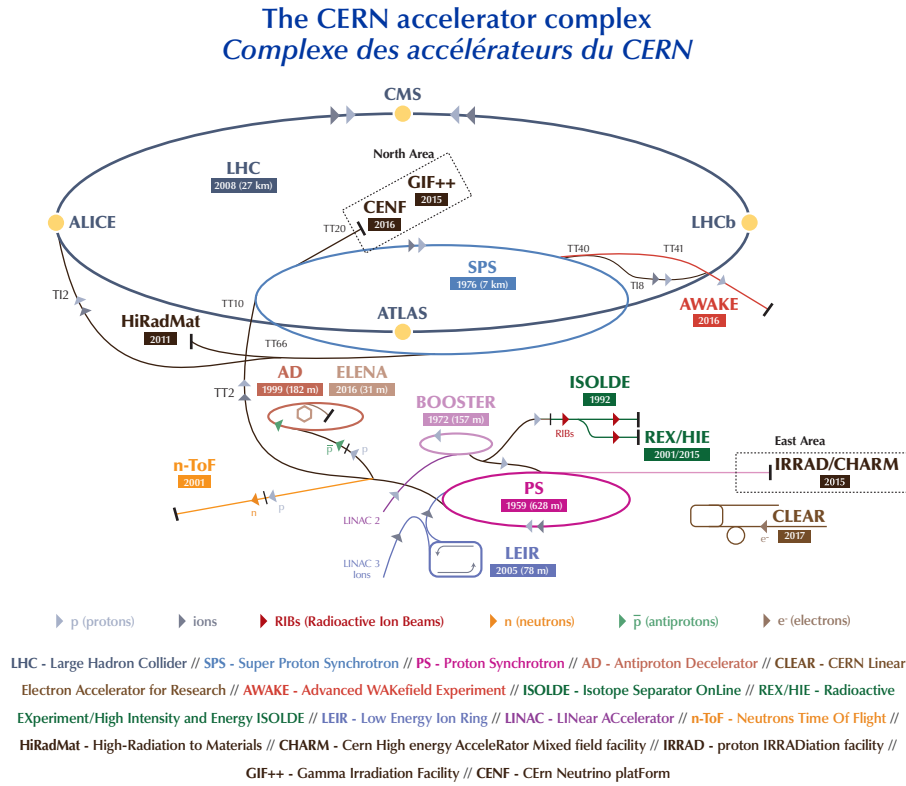 The CERN accelerator complex
Complexe des accélérateurs du CERN
CMS
North Area
LHC
2008 (27 km)
GIF++
2015
CENF
2016
TT20
ALICE
LHCb
TT40
TT41
SPS
1976 (7 km)
TI8
TI2
TT10
AWAKE
2016
ATLAS
HiRadMat
2011
TT66
AD
1999 (182 m)
ELENA
2016 (31 m)
TT2
ISOLDE
1992
BOOSTER
1972 (157 m)
RIBs
REX/HIE
2001/2015
p̅
p
East Area
n-ToF
2001
IRRAD/CHARM
2015
PS
1959 (628 m)
n
p
LINAC 2
CLEAR
2017
e-
LINAC 3
Ions
LEIR
2005 (78 m)
p (protons)
ions
RIBs (Radioactive Ion Beams)
n (neutrons)
p̅ (antiprotons)
e- (electrons)
LHC - Large Hadron Collider // SPS - Super Proton Synchrotron // PS - Proton Synchrotron // AD - Antiproton Decelerator // CLEAR - CERN Linear
Electron Accelerator for Research // AWAKE - Advanced WAKefield Experiment // ISOLDE - Isotope Separator OnLine // REX/HIE - Radioactive
EXperiment/High Intensity and Energy ISOLDE // LEIR - Low Energy Ion Ring // LINAC - LINear ACcelerator // n-ToF - Neutrons Time Of Flight //
HiRadMat - High-Radiation to Materials // CHARM - Cern High energy AcceleRator Mixed field facility // IRRAD - proton IRRADiation facility //
GIF++ - Gamma Irradiation Facility // CENF - CErn Neutrino platForm